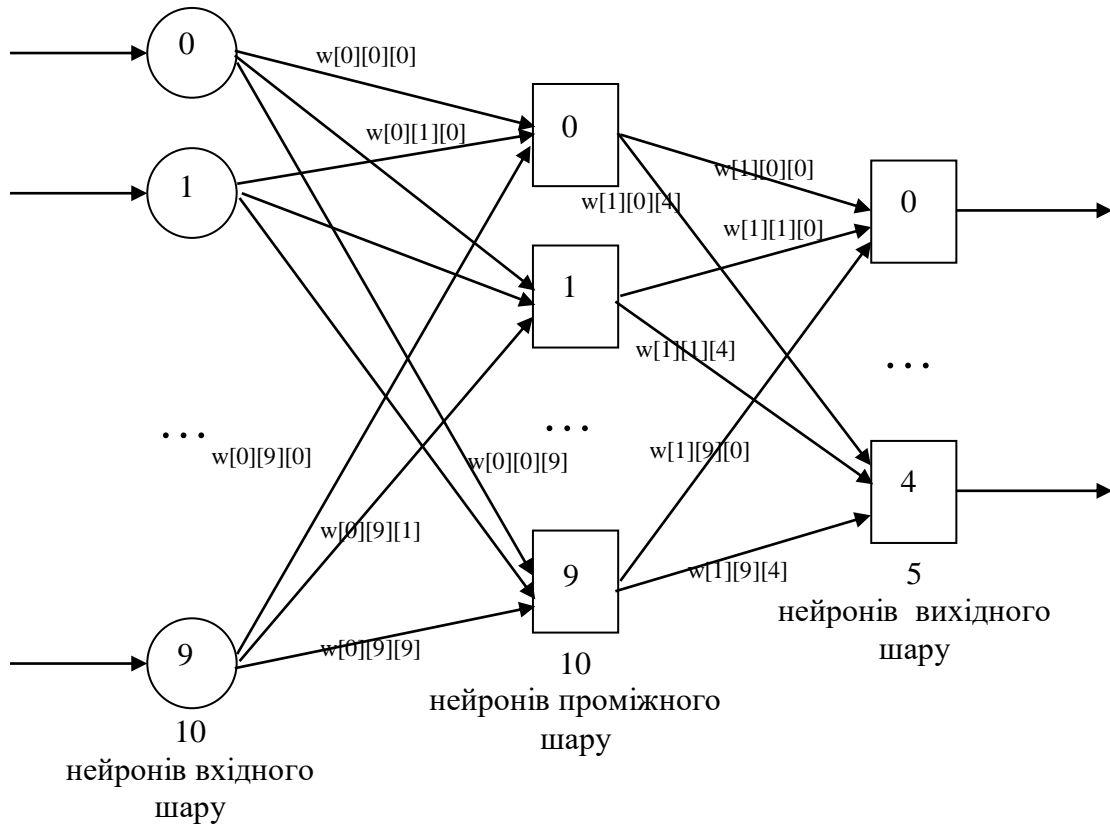 0
w[0][0][0]
0
w[0][1][0]
1
w[1][0][0]
w[1][0][4]
0
w[1][1][0]
1
w[1][1][4]
...
...
...
w[0][9][0]
w[0][0][9]
w[1][9][0]
4
w[0][9][1]
9
w[1][9][4]
5
нейронів вихідного
шару
9
w[0][9][9]
10
нейронів проміжного
шару
10
нейронів вхідного
шару